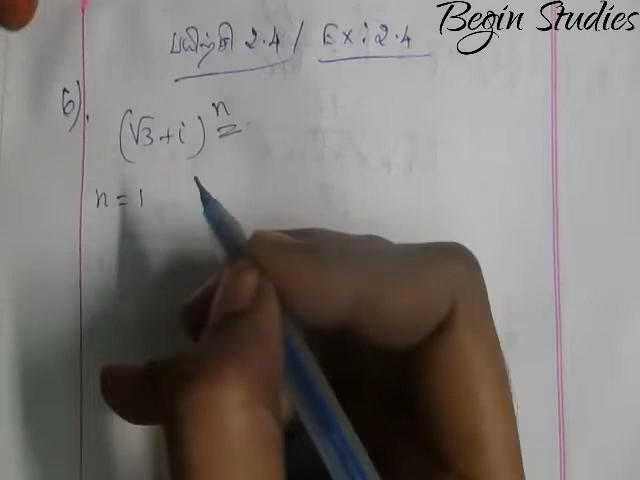 Begin Studies
பயிற்சி 2.4 / Ex: 2.4
6).
(√3+i)ⁿ
n = 1